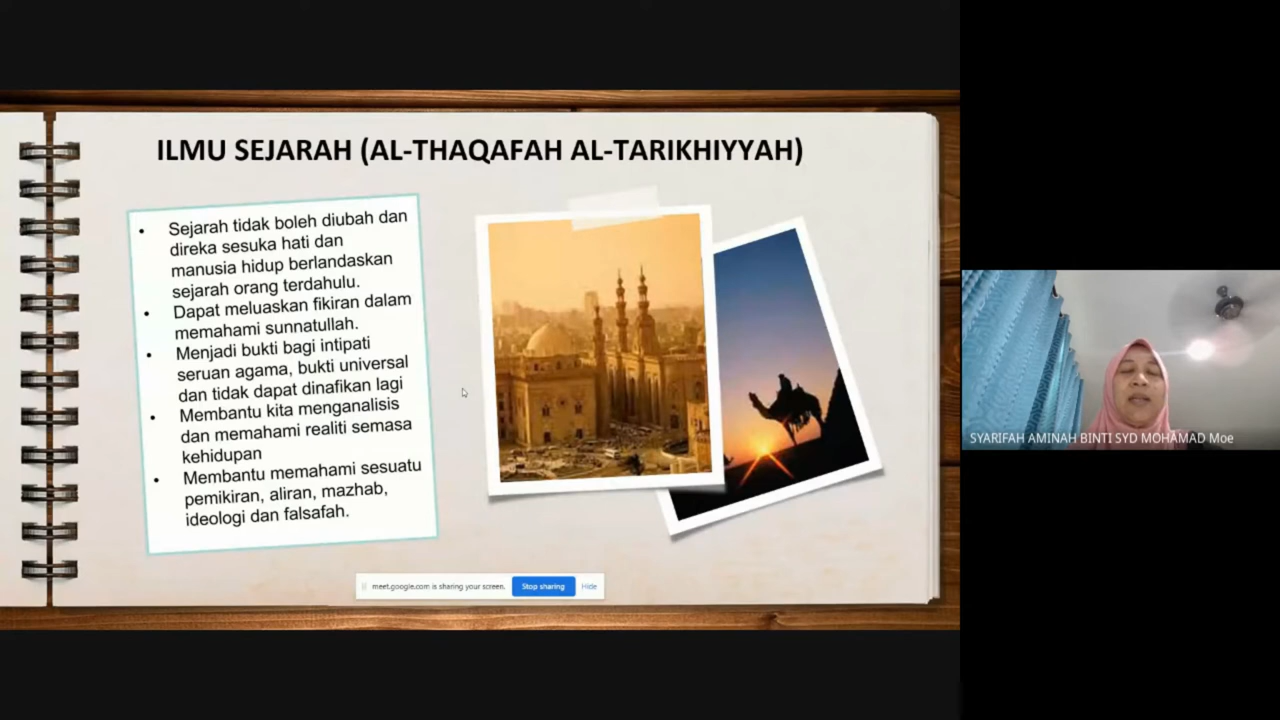 ILMU SEJARAH (AL-THAQAFAH AL-TARIKHIYYAH)
• Sejarah tidak boleh diubah dan
direka sesuka hati dan
manusia hidup berlandaskan
sejarah orang terdahulu.
• Dapat meluaskan fikiran dalam
memahami sunnatullah.
• Menjadi bukti bagi intipati
seruan agama, bukti universal
dan tidak dapat dinafikan lagi
• Membantu kita menganalisis
dan memahami realiti semasa
kehidupan
• Membantu memahami sesuatu
pemikiran, aliran, mazhab,
ideologi dan falsafah.
meet.google.com is sharing your screen. Stop sharing Hide
SYARIFAH AMINAH BINTI SYD MOHAMAD Moe